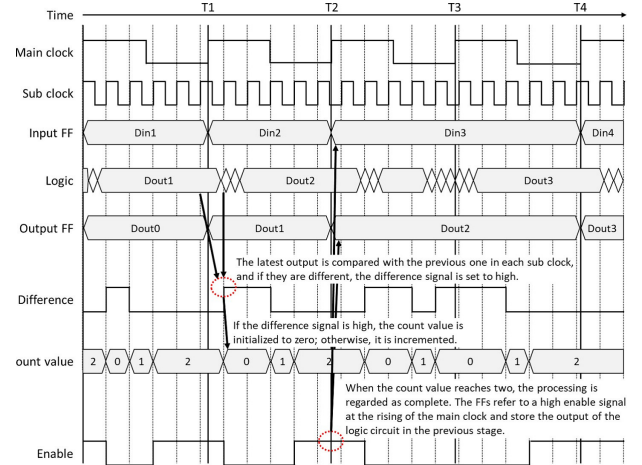 Time T1 T2 T3 T4
Main clock
Sub clock
Input FF Din1 Din2 Din3 Din4
Logic Dout1 Dout2 Dout3
Output FF Dout0 Dout1 Dout2 Dout3
The latest output is compared with the previous one in each sub clock,
and if they are different, the difference signal is set to high.
Difference
If the difference signal is high, the count value is
initialized to zero; otherwise, it is incremented.
ount value 2 0 1 2 0 1 2 0 1 0 1 2
When the count value reaches two, the processing is
regarded as complete. The FFs refer to a high enable signal
at the rising of the main clock and store the output of the
logic circuit in the previous stage.
Enable